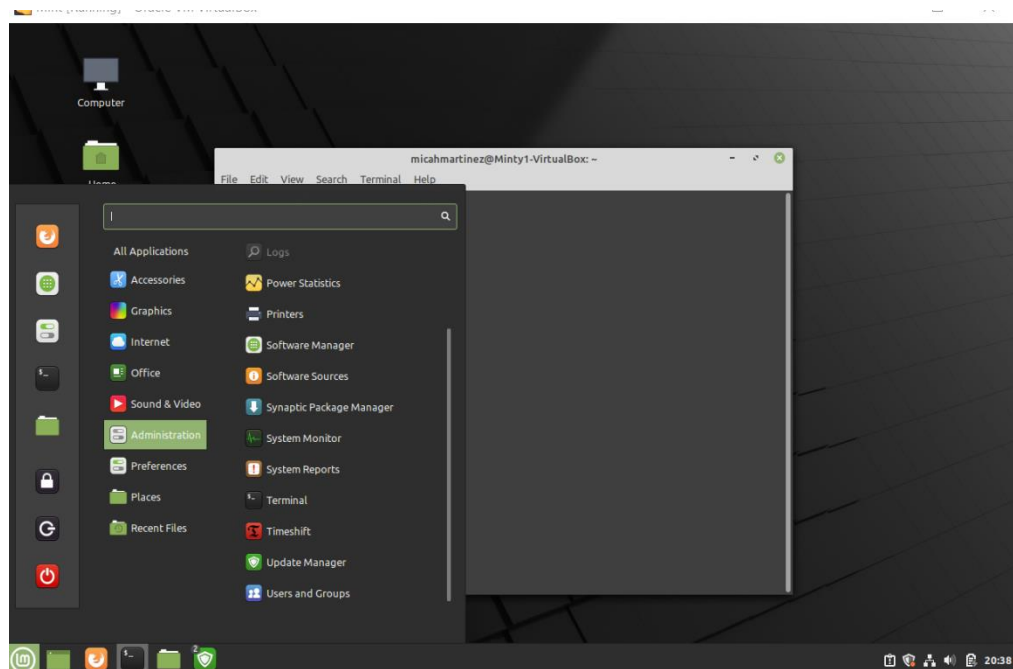 Computer
micahmartinez@Minty1-VirtualBox: ~
File Edit View Search Terminal Help
All Applications
Accessories
Graphics
Internet
Office
Sound & Video
Administration
Preferences
Places
Recent Files
Logs
Power Statistics
Printers
Software Manager
Software Sources
Synaptic Package Manager
System Monitor
System Reports
Terminal
Timeshift
Update Manager
Users and Groups
2
20:38